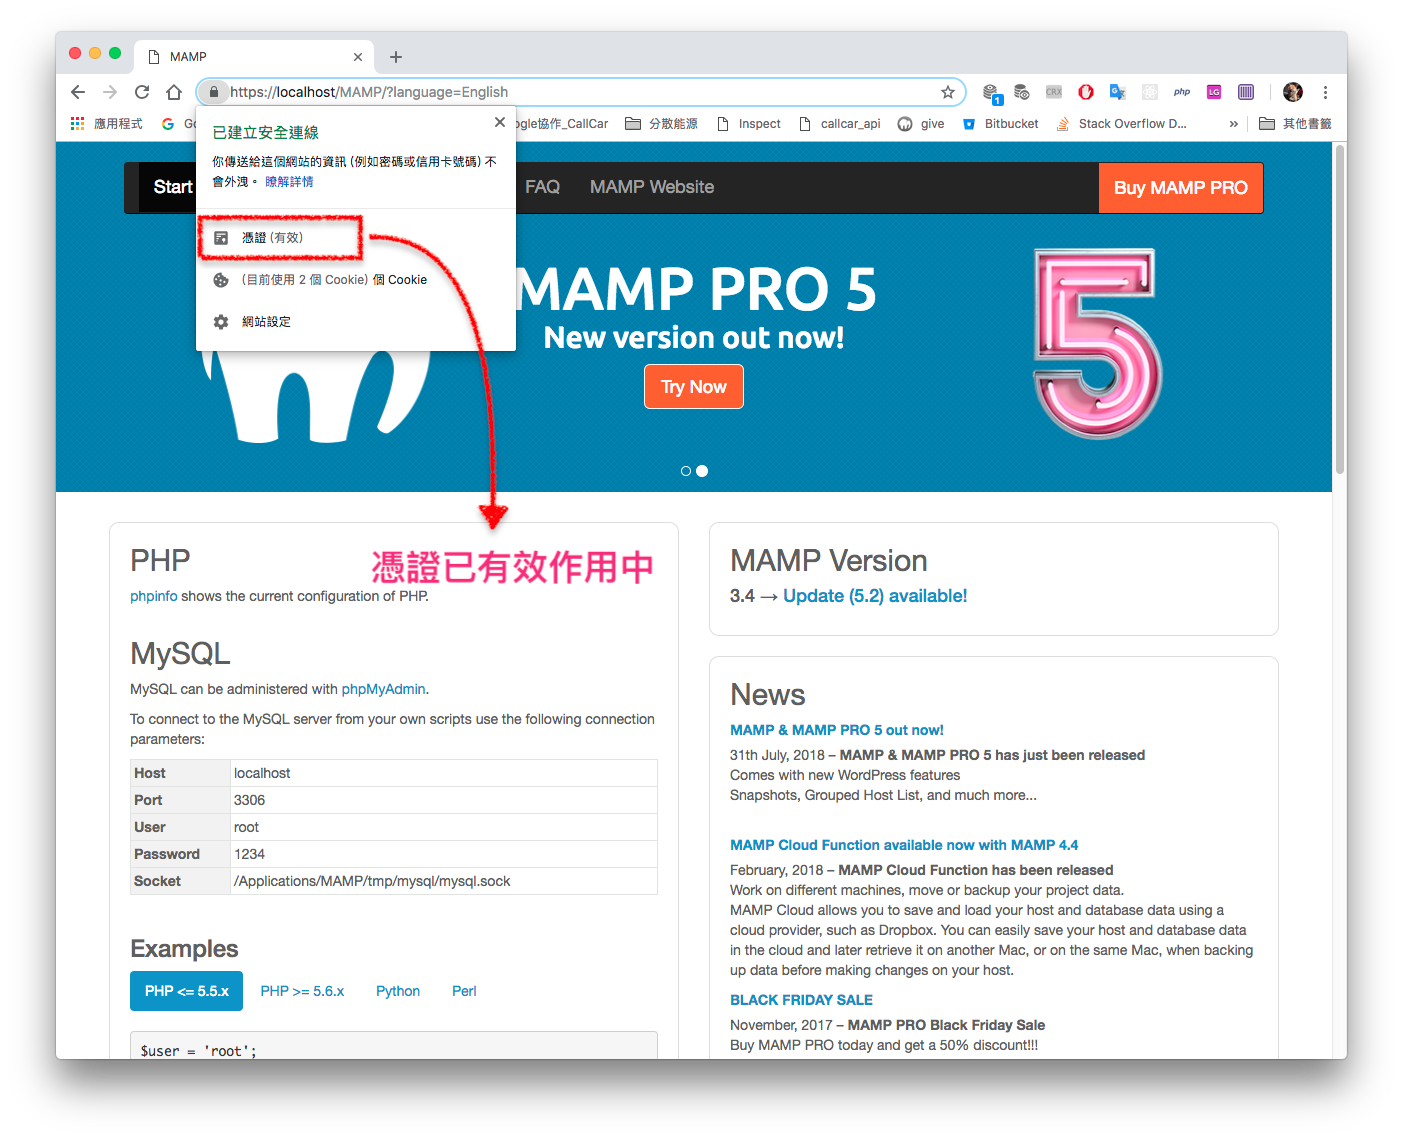 MAMP
https://localhost/MAMP/?language=English
CRX
1
php
LG
應用程式
ogle協作_CallCar
分散能源
Inspect
callcar_api
give
Bitbucket
Stack Overflow D...
»
其他書籤
已建立安全連線
你傳送給這個網站的資訊 (例如密碼或信用卡號碼) 不
會外洩。 瞭解詳情
憑證 (有效)
(目前使用 2 個 Cookie) 個 Cookie
網站設定
Start
FAQ
MAMP Website
Buy MAMP PRO
MAMP PRO 5
New version out now!
Try Now
5
憑證已有效作用中
PHP
phpinfo shows the current configuration of PHP.
MySQL
MySQL can be administered with phpMyAdmin.
To connect to the MySQL server from your own scripts use the following connection
parameters:
Host localhost
Port 3306
User root
Password 1234
Socket /Applications/MAMP/tmp/mysql/mysql.sock
Examples
PHP <= 5.5.x PHP >= 5.6.x Python Perl
$user = 'root';
MAMP Version
3.4 → Update (5.2) available!
News
MAMP & MAMP PRO 5 out now!
31th July, 2018 – MAMP & MAMP PRO 5 has just been released
Comes with new WordPress features
Snapshots, Grouped Host List, and much more...
MAMP Cloud Function available now with MAMP 4.4
February, 2018 – MAMP Cloud Function has been released
Work on different machines, move or backup your project data.
MAMP Cloud allows you to save and load your host and database data using a
cloud provider, such as Dropbox. You can easily save your host and database data
in the cloud and later retrieve it on another Mac, or on the same Mac, when backing
up data before making changes on your host.
BLACK FRIDAY SALE
November, 2017 – MAMP PRO Black Friday Sale
Buy MAMP PRO today and get a 50% discount!!!